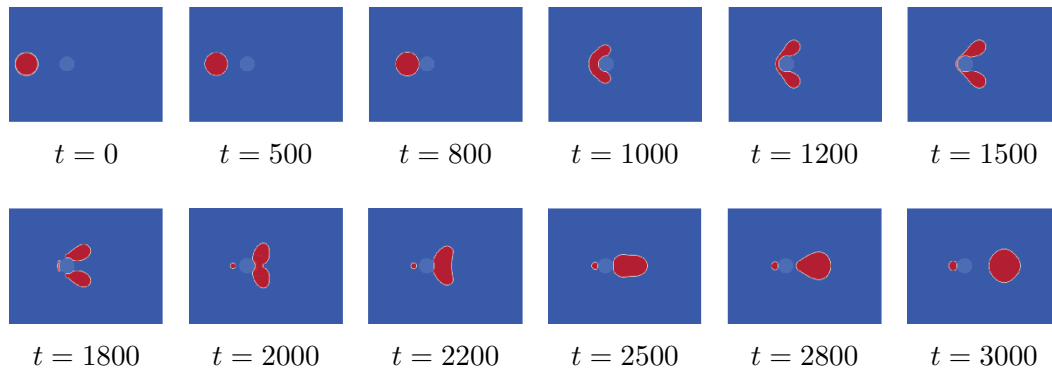 t = 0 t = 500 t = 800 t = 1000 t = 1200 t = 1500
t = 1800 t = 2000 t = 2200 t = 2500 t = 2800 t = 3000